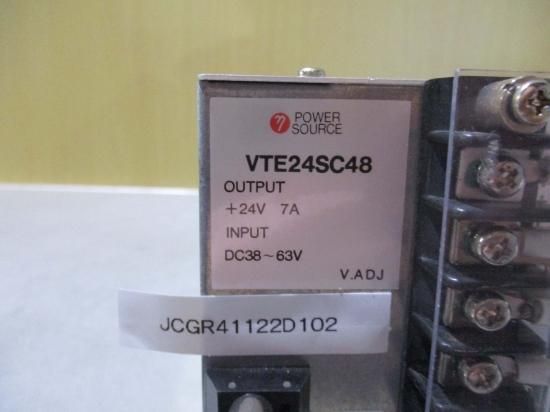 η POWER
SOURCE
VTE24SC48
OUTPUT
+24V 7A
INPUT
DC38~63V
V.ADJ
JCGR41122D102